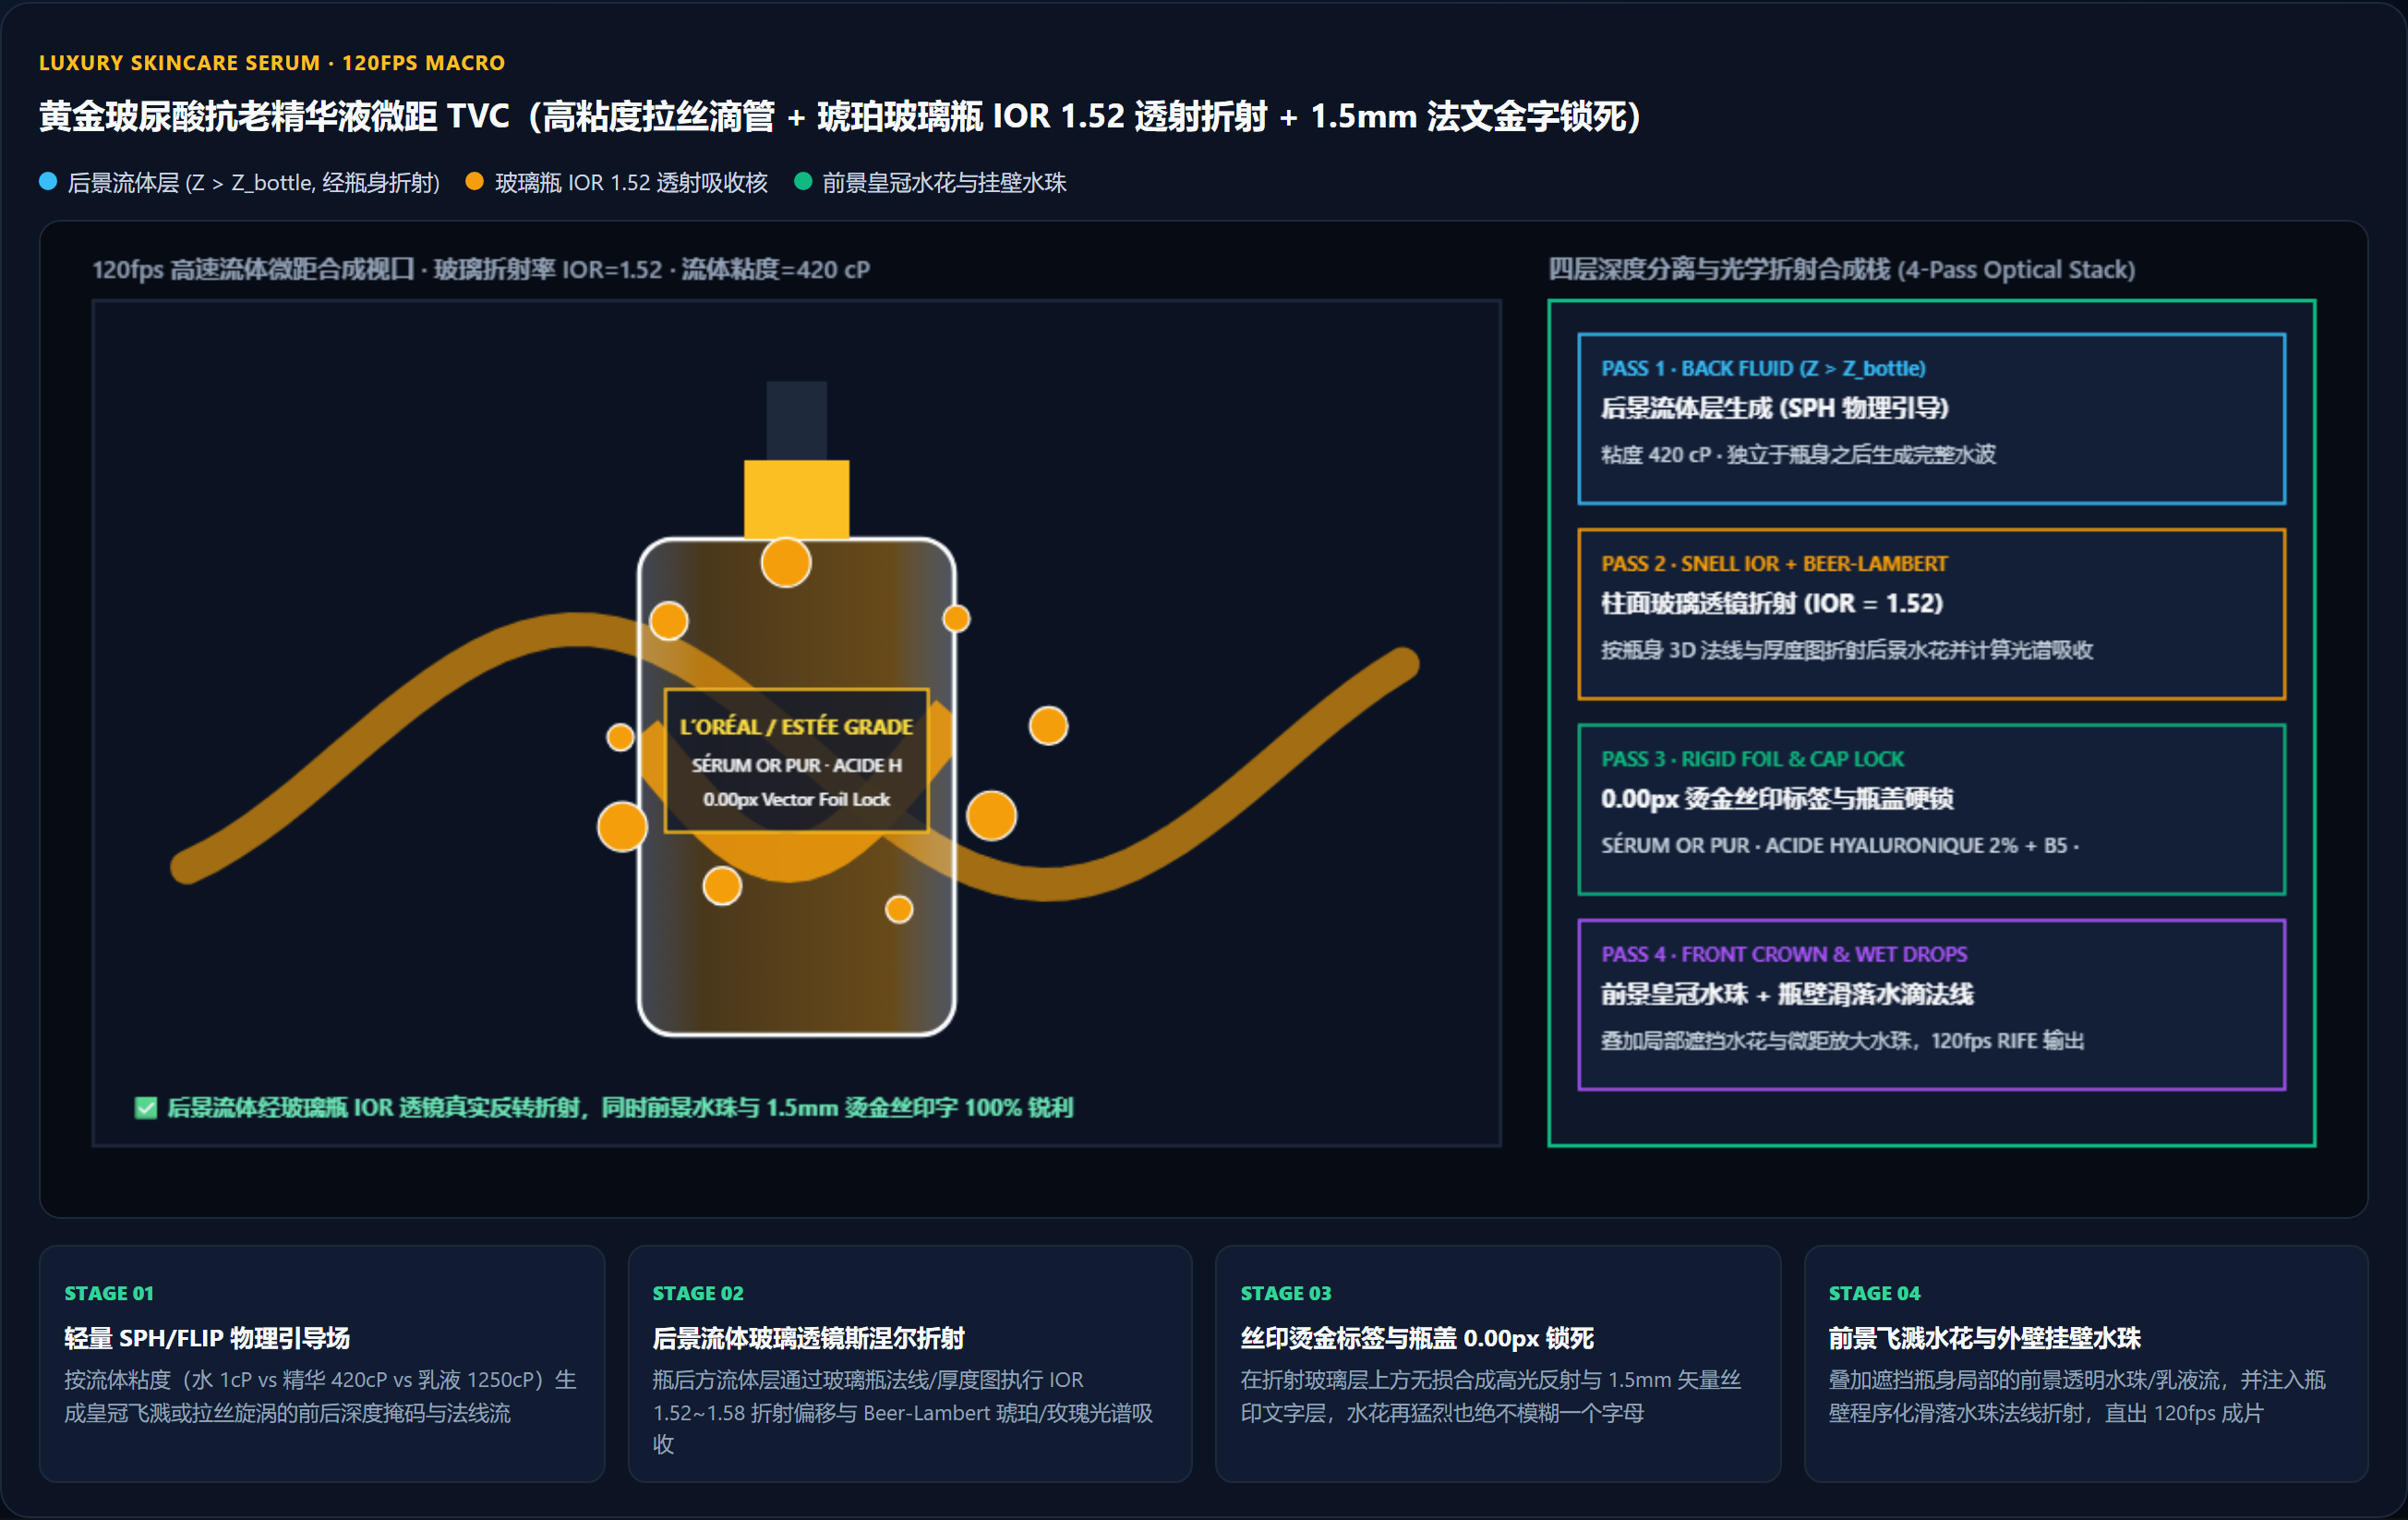 LUXURY SKINCARE SERUM · 120FPS MACRO
黄金玻尿酸抗老精华液微距 TVC（高粘度拉丝滴管 + 琥珀玻璃瓶 IOR 1.52 透射折射 + 1.5mm 法文金字锁死）
后景流体层 (Z > Z_bottle, 经瓶身折射)
玻璃瓶 IOR 1.52 透射吸收核
前景皇冠水花与挂壁水珠
120fps 高速流体微距合成视口 · 玻璃折射率 IOR=1.52 · 流体粘度=420 cP
L'ORÉAL / ESTÉE GRADE
SÉRUM OR PUR · ACIDE H
0.00px Vector Foil Lock
✅ 后景流体经玻璃瓶 IOR 透镜真实反转折射，同时前景水珠与 1.5mm 烫金丝印字 100% 锐利
四层深度分离与光学折射合成栈 (4-Pass Optical Stack)
PASS 1 · BACK FLUID (Z > Z_bottle)
后景流体层生成 (SPH 物理引导)
粘度 420 cP · 独立于瓶身之后生成完整水波
PASS 2 · SNELL IOR + BEER-LAMBERT
柱面玻璃透镜折射 (IOR = 1.52)
按瓶身 3D 法线与厚度图折射后景水花并计算光谱吸收
PASS 3 · RIGID FOIL & CAP LOCK
0.00px 烫金丝印标签与瓶盖硬锁
SÉRUM OR PUR · ACIDE HYALURONIQUE 2% + B5 ·
PASS 4 · FRONT CROWN & WET DROPS
前景皇冠水珠 + 瓶壁滑落水滴法线
叠加局部遮挡水花与微距放大水珠，120fps RIFE 输出
STAGE 01
轻量 SPH/FLIP 物理引导场
按流体粘度（水 1cP vs 精华 420cP vs 乳液 1250cP）生
成皇冠飞溅或拉丝旋涡的前后深度掩码与法线流
STAGE 02
后景流体玻璃透镜斯涅尔折射
瓶后方流体层通过玻璃瓶法线/厚度图执行 IOR
1.52~1.58 折射偏移与 Beer-Lambert 琥珀/玫瑰光谱吸
收
STAGE 03
丝印烫金标签与瓶盖 0.00px 锁死
在折射玻璃层上方无损合成高光反射与 1.5mm 矢量丝
印文字层，水花再猛烈也绝不模糊一个字母
STAGE 04
前景飞溅水花与外壁挂壁水珠
叠加遮挡瓶身局部的前景透明水珠/乳液流，并注入瓶
壁程序化滑落水珠法线折射，直出 120fps 成片